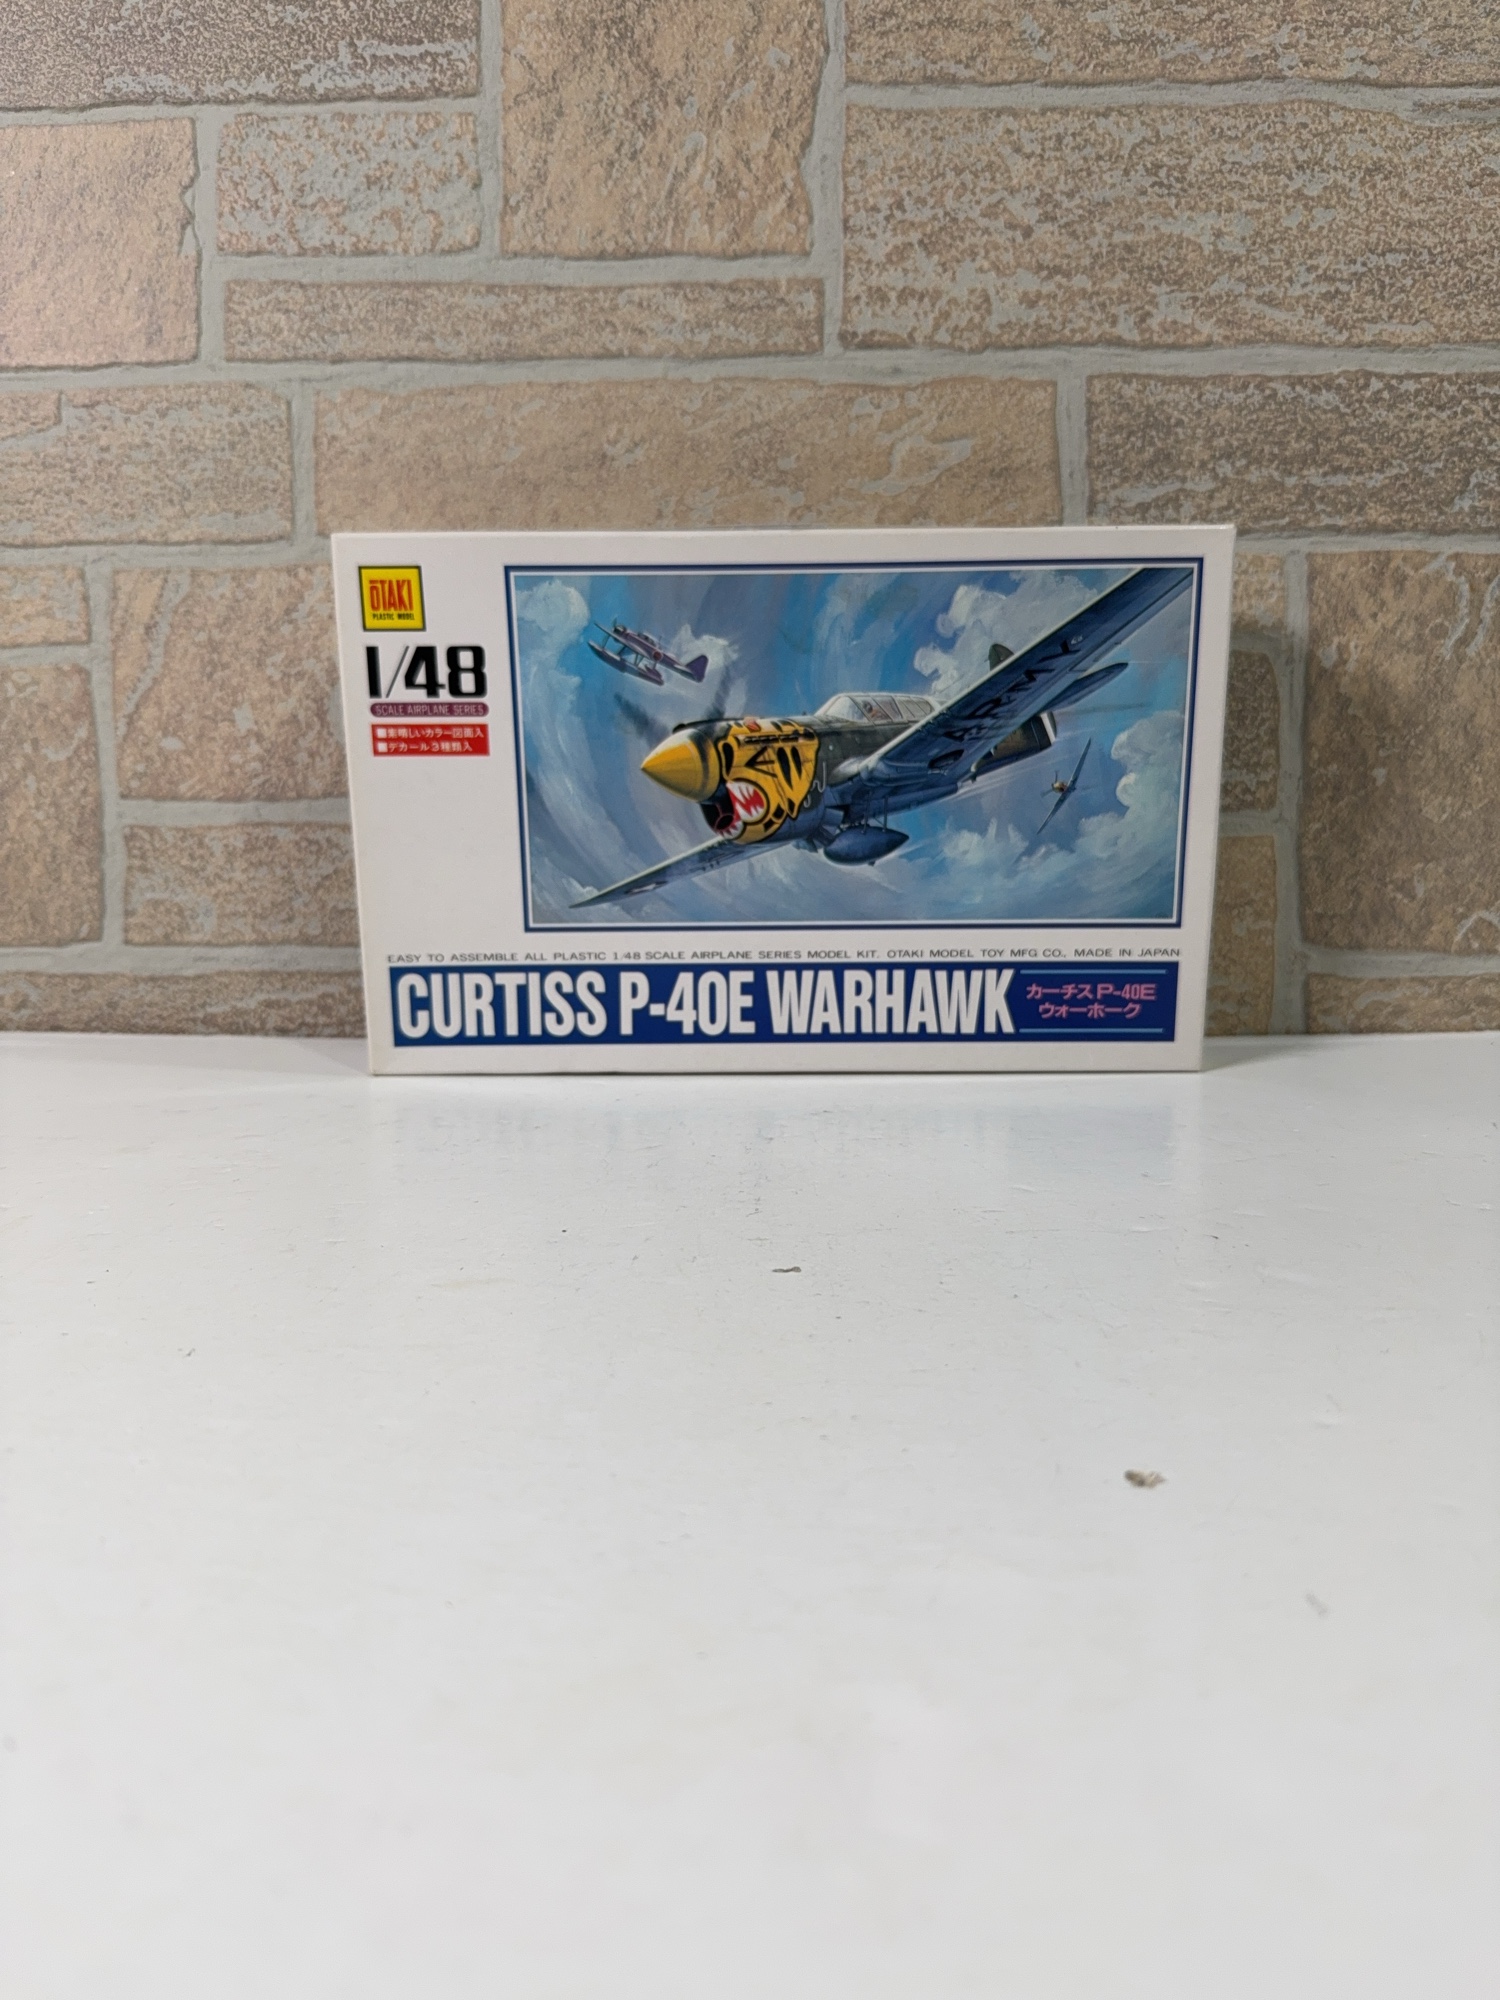 OTAKI
PLASTIC MODEL
1/48
SCALE AIRPLANE SERIES
■素晴しいカラー図面入
■デカール3種類入
ARMY
EASY TO ASSEMBLE ALL PLASTIC 1/48 SCALE AIRPLANE SERIES MODEL KIT. OTAKI MODEL TOY MFG CO., MADE IN JAPAN
CURTISS P-40E WARHAWK
カーチスP-40E
ウォーホーク